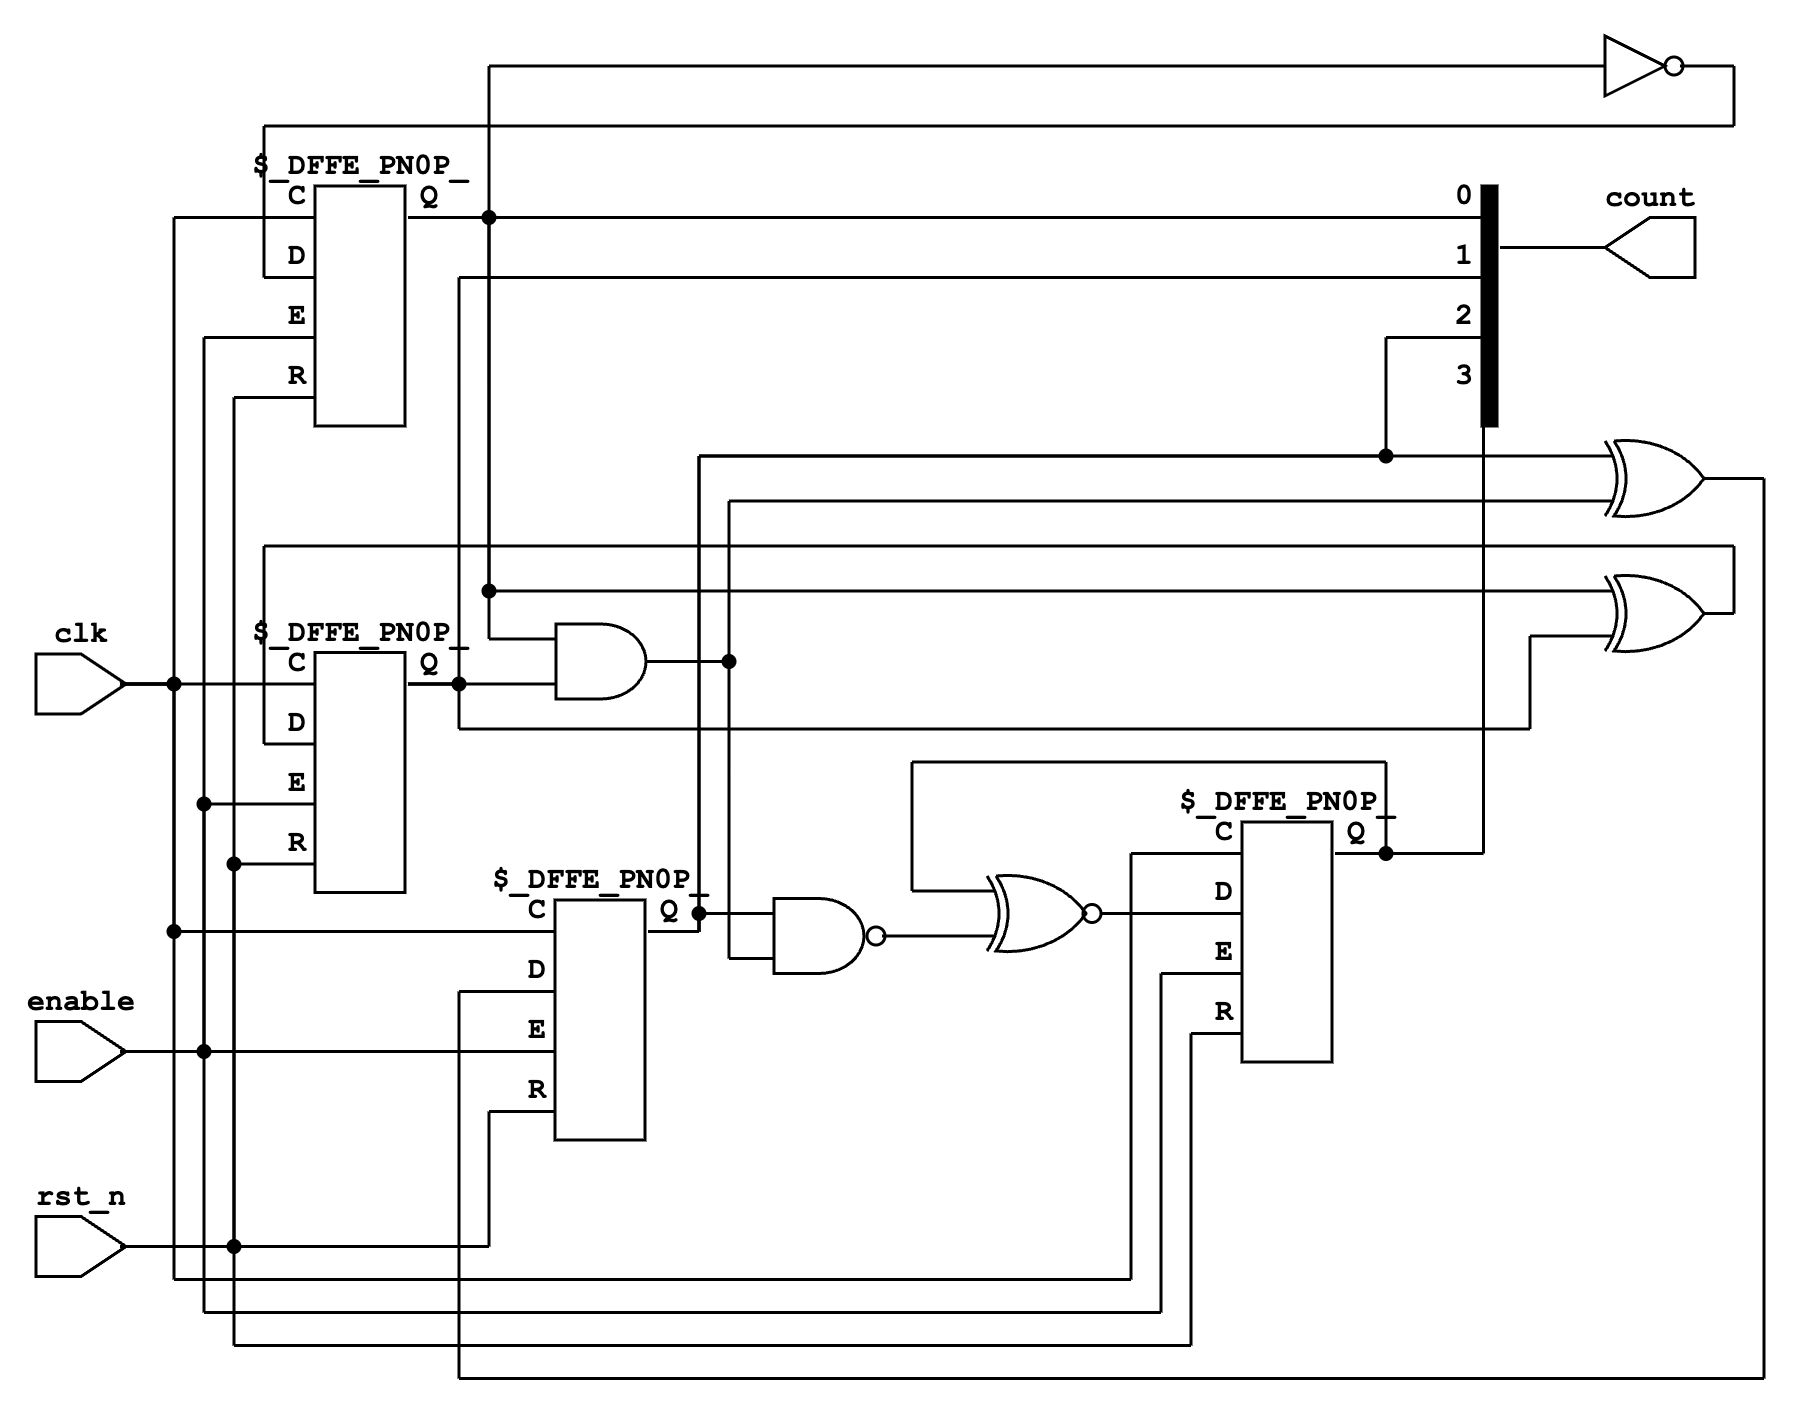 $_DFFE_PN0P_
C
Q
D
E
R
0
1
2
3
count
clk
$_DFFE_PN0P_
C
Q
D
E
R
$_DFFE_PN0P_
C
Q
D
E
R
$_DFFE_PN0P_
C
Q
D
E
R
enable
rst_n